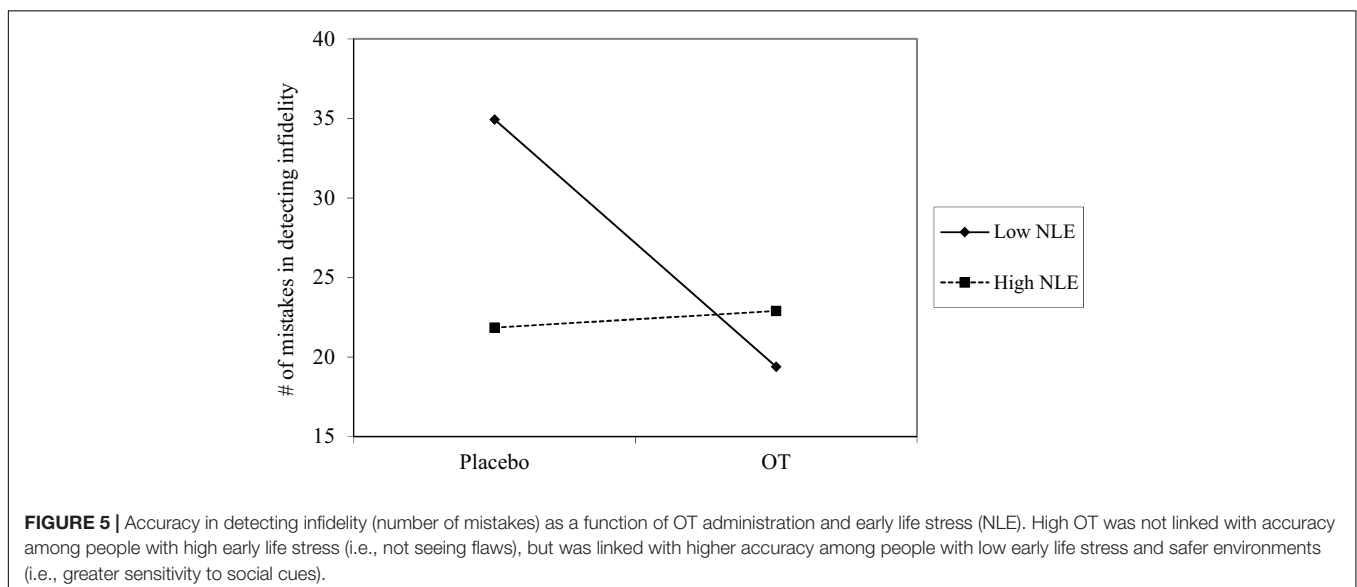 40
35
30
25
20
15
# of mistakes in detecting infidelity
Placebo
OT
Low NLE
High NLE
FIGURE 5 | Accuracy in detecting infidelity (number of mistakes) as a function of OT administration and early life stress (NLE). High OT was not linked with accuracy
among people with high early life stress (i.e., not seeing flaws), but was linked with higher accuracy among people with low early life stress and safer environments
(i.e., greater sensitivity to social cues).